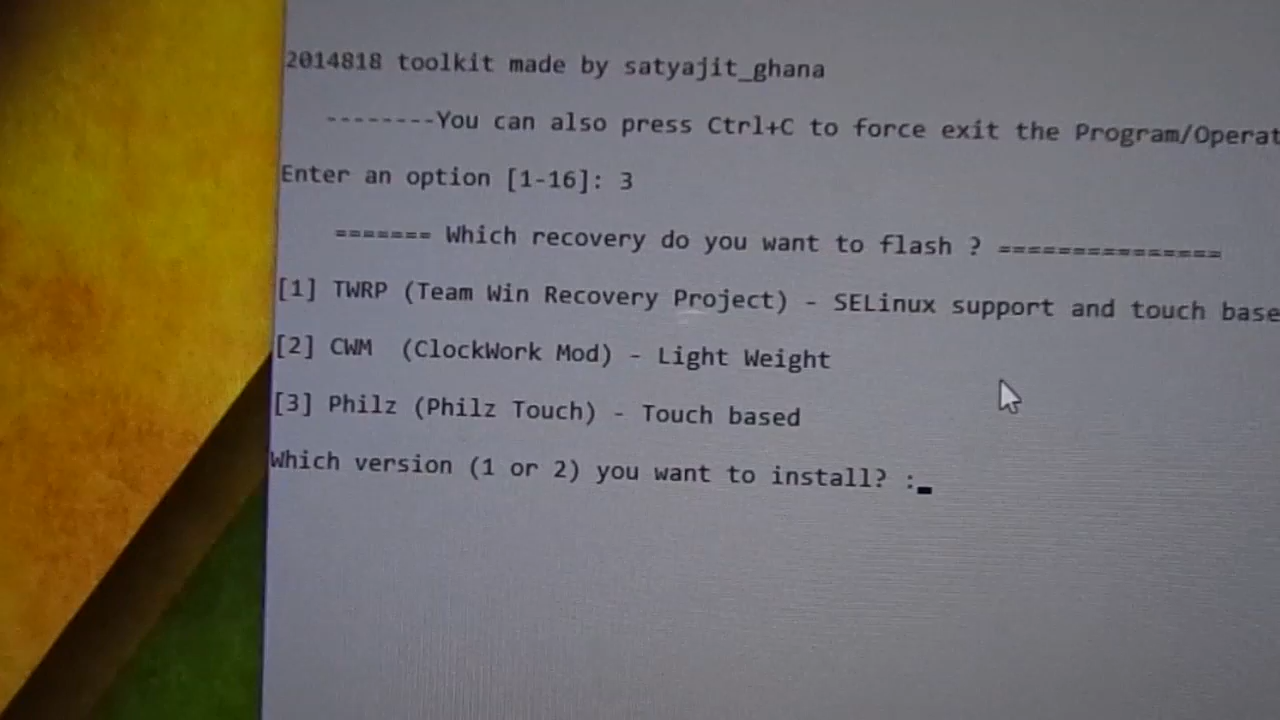 2014818 toolkit made by satyajit_ghana
--------You can also press Ctrl+C to force exit the Program/Operat
Enter an option [1-16]: 3
======= Which recovery do you want to flash ? ===============
[1] TWRP (Team Win Recovery Project) - SELinux support and touch base
[2] CWM  (ClockWork Mod) - Light Weight
[3] Philz (Philz Touch) - Touch based
Which version (1 or 2) you want to install? :